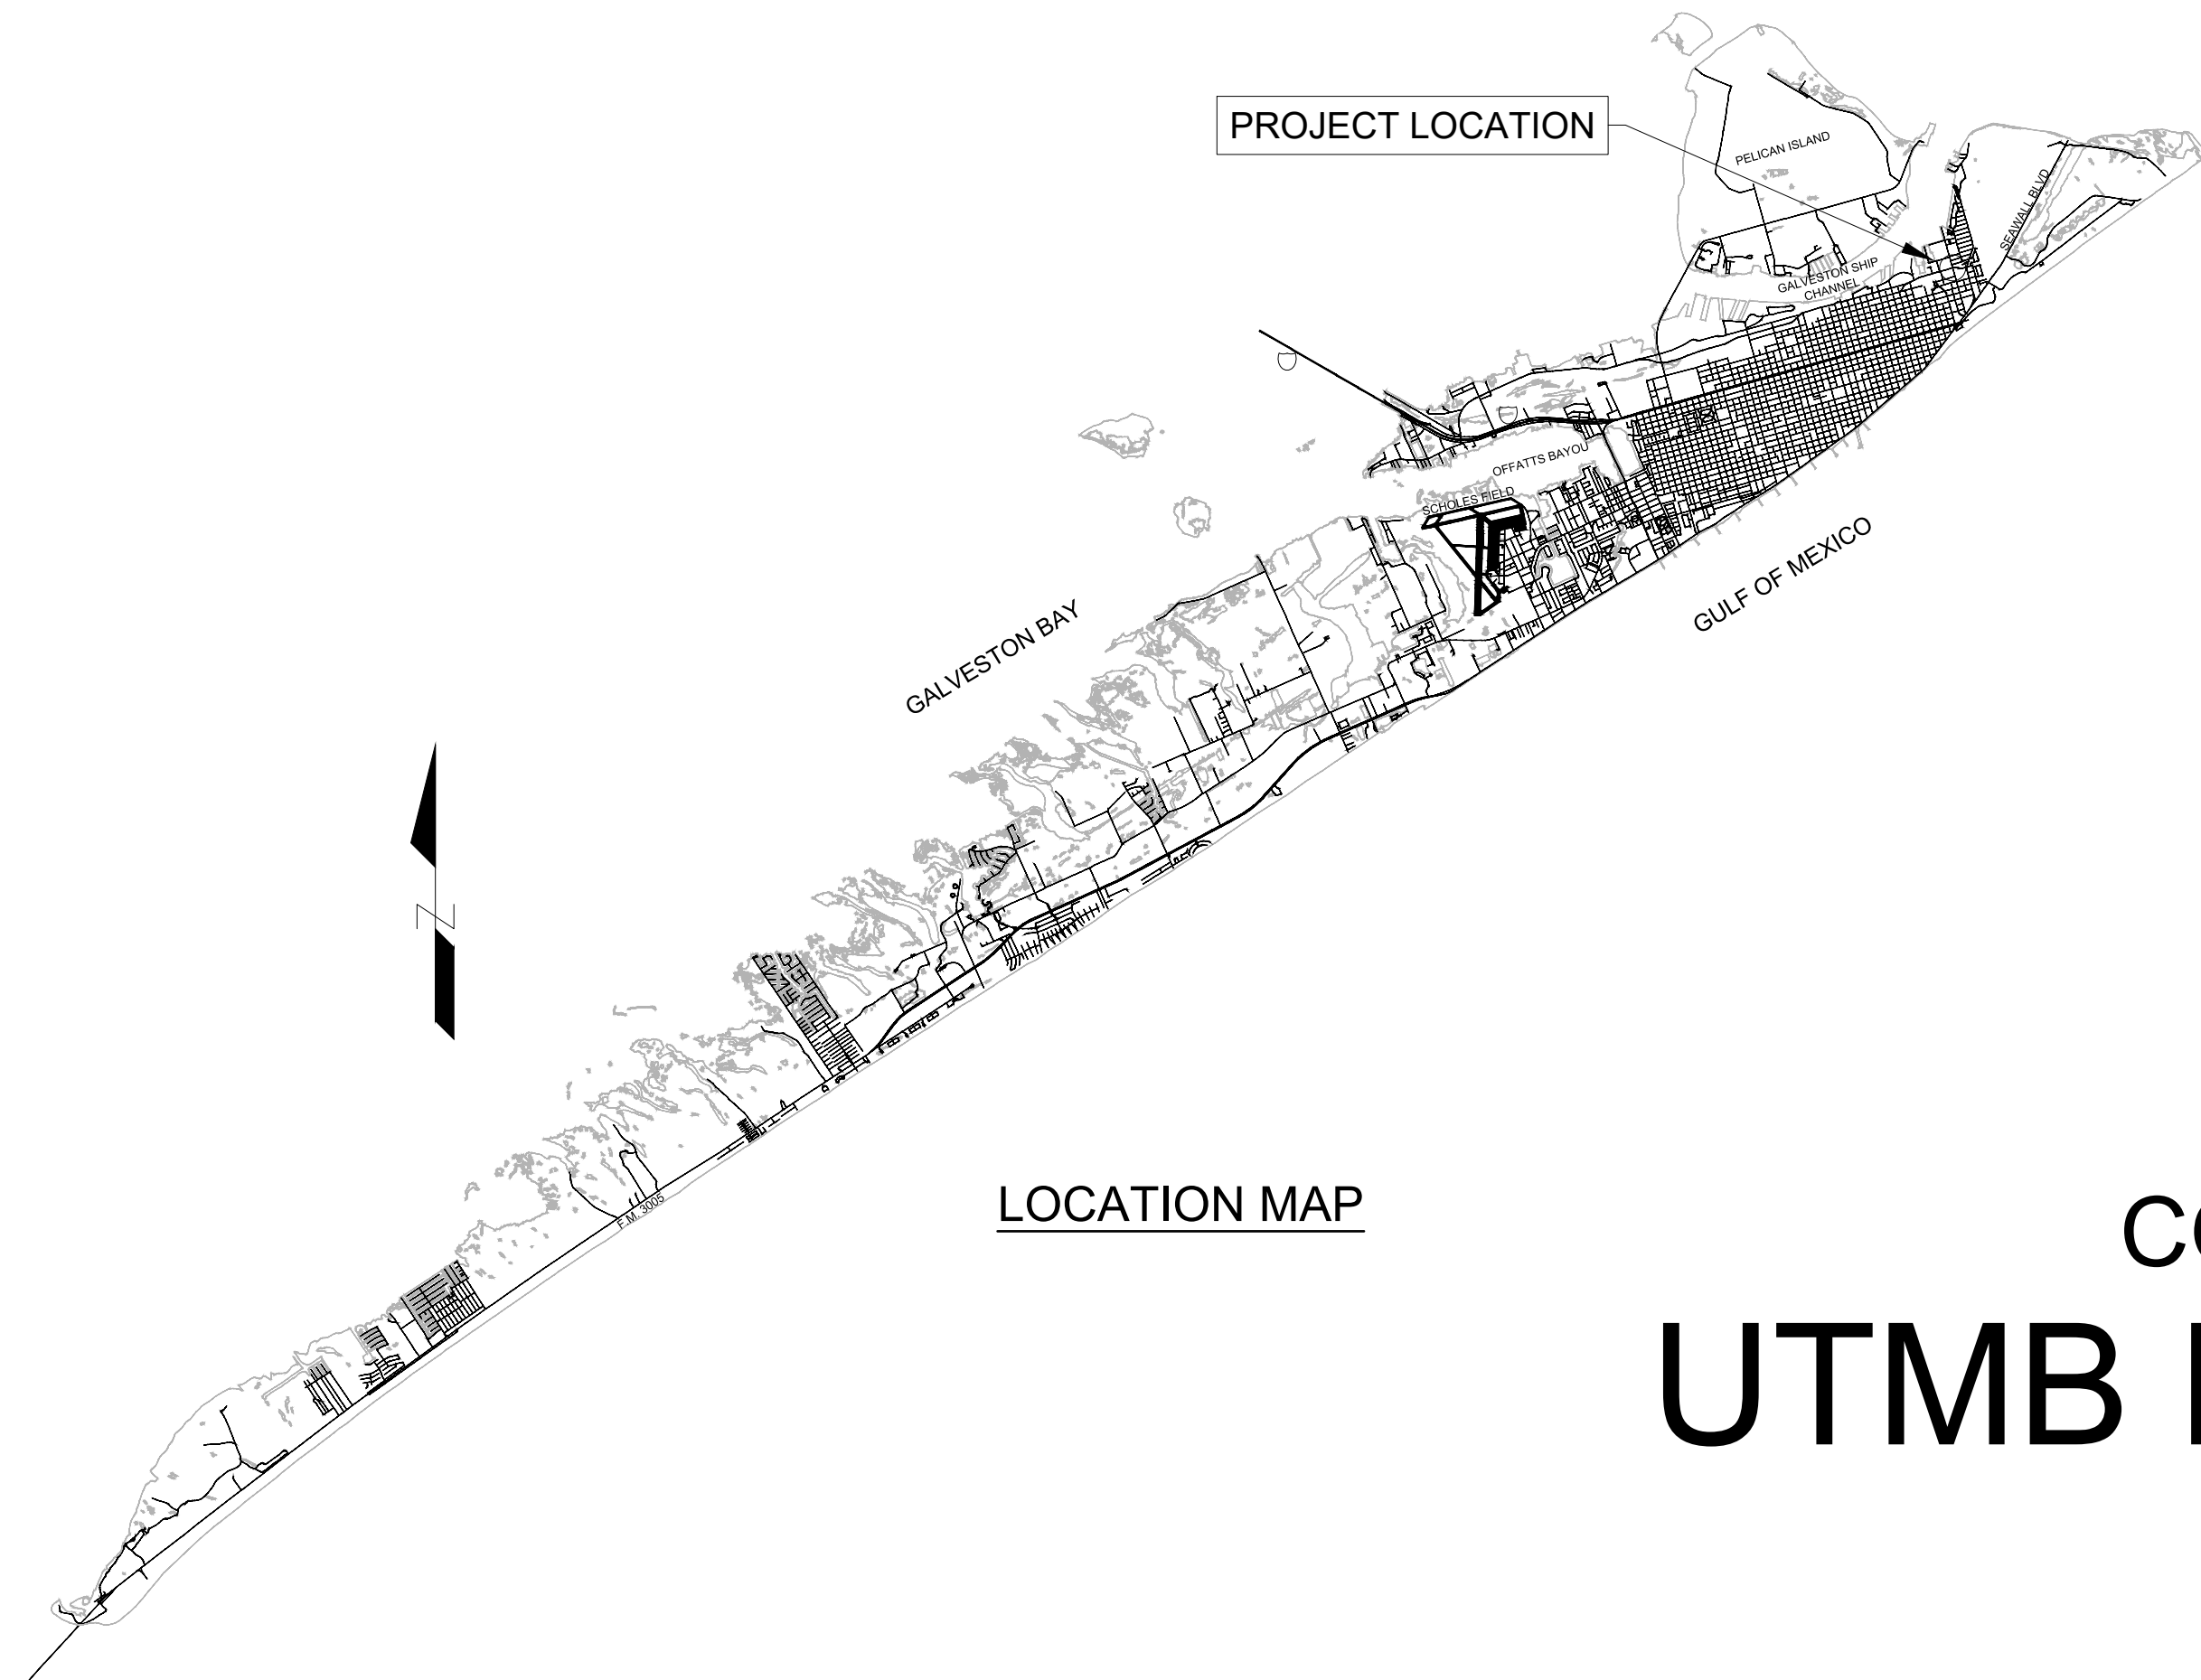 PROJECT LOCATION
PELICAN ISLAND
SEAWALL BLVD
GALVESTON SHIP
CHANNEL
OFFATTS BAYOU
SCHOLES FIELD
GULF OF MEXICO
GALVESTON BAY
N
F.M. 3005
LOCATION MAP
UTMB